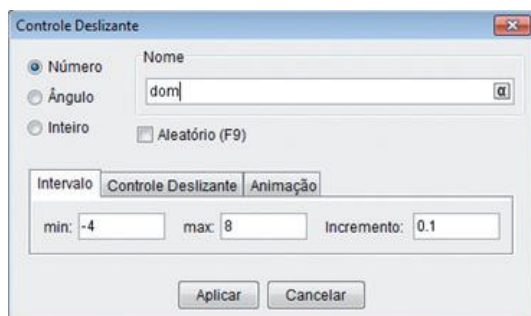 Controle Deslizante
Número
Ângulo
Inteiro
Nome
dom
α
Aleatório (F9)
Intervalo Controle Deslizante Animação
min: -4 max: 8 Incremento: 0.1
Aplicar Cancelar